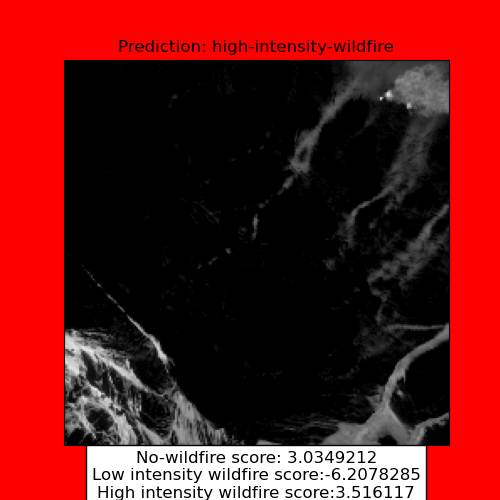 Prediction: high-intensity-wildfire
No-wildfire score: 3.0349212
Low intensity wildfire score:-6.2078285
High intensity wildfire score:3.516117